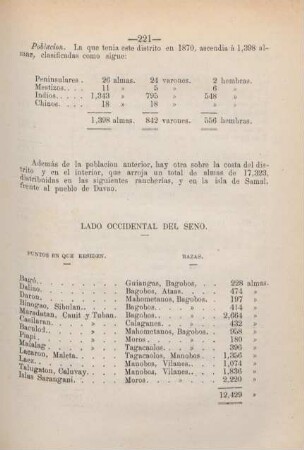 —221—
Poblacion. La que tenia este distrito en 1870, ascendia à 1,398 al-
mas, clasificadas como sigue:
Peninsulares . . 26 almas. 24 varones. 2 hembras.
Mestizos. . . . 11 » 5 » 6 »
Indios. . . . . 1,343 » 795 » 548 »
Chinos. . . . . 18 » 18 » » »
1,398 almas. 842 varones. 556 hembras.
Además de la poblacion anterior, hay otra sobre la costa del dis-
trito y en el interior, que arroja un total de almas de 17,393,
distribuidas en las siguientes rancherías, y en la isla de Samal,
frente al pueblo de Davao.
LADO OCCIDENTAL DEL SENO.
PUNTOS EN QUE RESIDEN. RAZAS.
Bagó. . . . . Guiangas, Bagobos, 228 almas.
Daliao. . . . . Bagobos, Ataas. . . 474 »
Duron. . . . . Mahometanos, Bagobos. 197 »
Binogao, Sibulan. . . Bagobos. . . 414 »
Maradatan, Cauit y Tuban. Bagobos. . . 2,664 »
Casilaran. . . Calaganes. . . 432 »
Baculod. . . Mahometanos, Bagobos. 958 »
Piapi. . . Moros. . . 180 »
Malalag. . . Tagacaolos. . . 396 »
Lazaron, Maleta. . . Tagacaolos, Manobos. 1,356 »
Laez. . . Manobos, Vilanes. . . 1,074 »
Talugatun, Caluvay. . . Manobos, Vilanes. . . 1,836 »
Islas Sarangani. . . Moros. . . 2,220 »
12,429 »